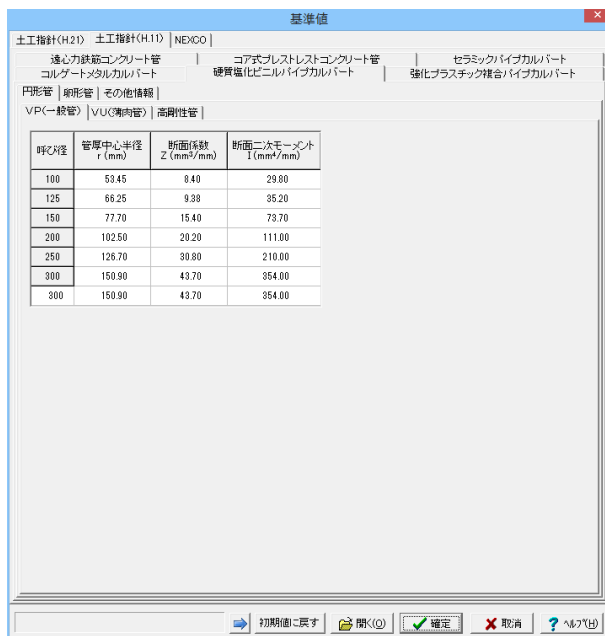 基準値
土工指針(H.21) 土工指針(H.11) NEXCO
遠心力鉄筋コンクリート管 コア式プレストレストコンクリート管 セラミックパイプカルバート
コルゲートメタルカルバート 硬質塩化ビニルパイプカルバート 強化プラスチック複合パイプカルバート
円形管 卵形管 その他情報
VP(一般管) VU(薄肉管) 高剛性管
呼び径 管厚中心半径 断面係数 断面二次モーメント
r (mm) Z (mm³/mm) I (mm⁴/mm)
100 53.45 8.40 29.80
125 66.25 9.38 35.20
150 77.70 15.40 73.70
200 102.50 20.20 111.00
250 126.70 30.80 210.00
300 150.90 43.70 354.00
300 150.90 43.70 354.00
初期値に戻す 開く(O) 確定 取消 ヘルプ(H)